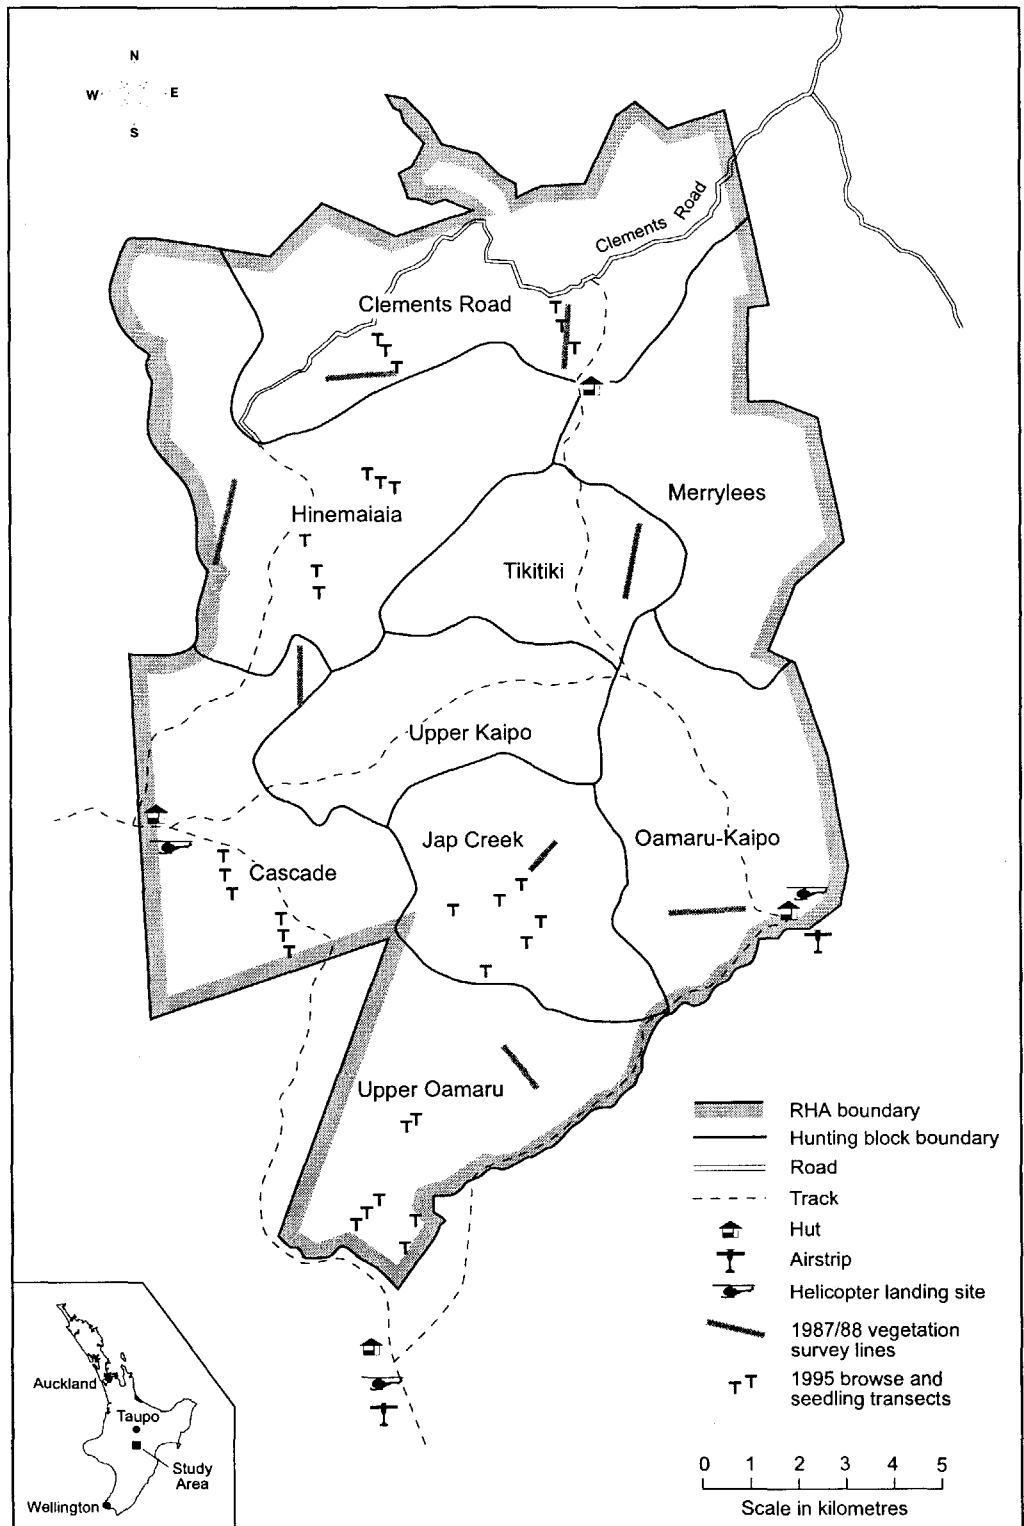 N
W E
S
Clements Road
Clements Road
Merrylees
Hinemaiaia
Tikitiki
Upper Kaipo
Jap Creek
Oamaru-Kaipo
Cascade
Upper Oamaru
RHA boundary
Hunting block boundary
Road
Track
Hut
Airstrip
Helicopter landing site
1987/88 vegetation
survey lines
1995 browse and
seedling transects
Auckland
Taupo
Study
Area
Wellington
0 1 2 3 4 5
Scale in kilometres